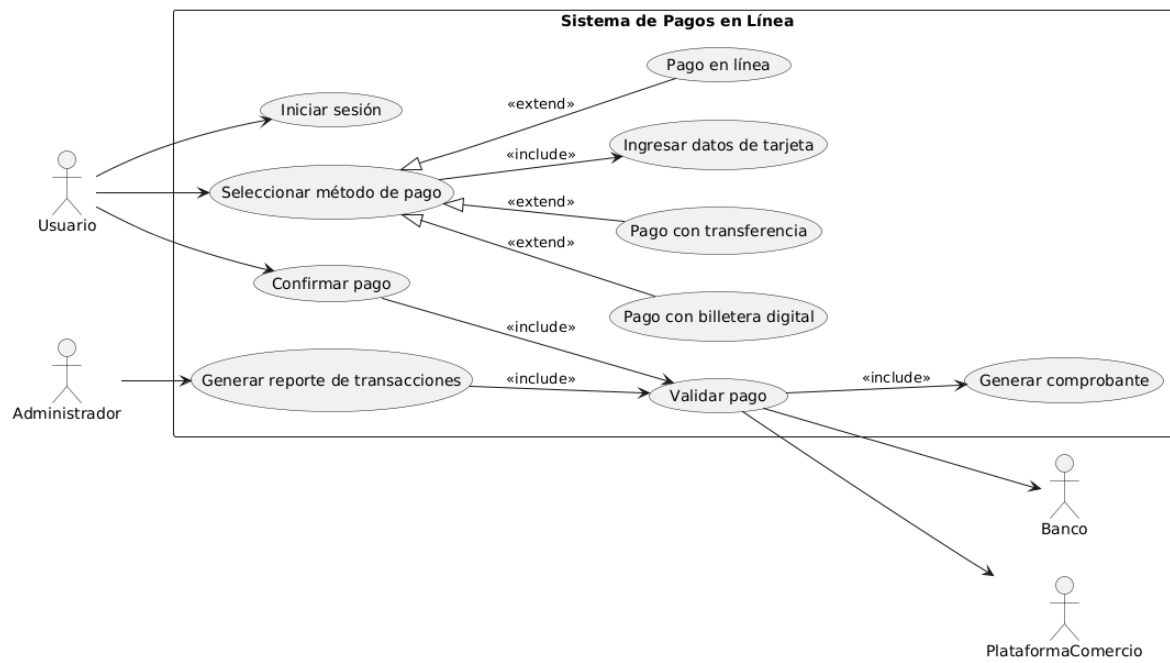 Sistema de Pagos en Línea
Pago en línea
«extend»
Iniciar sesión
Ingresar datos de tarjeta
«include»
Usuario
Seleccionar método de pago
«extend»
Pago con transferencia
«extend»
Confirmar pago
Pago con billetera digital
«include»
Administrador
Generar reporte de transacciones
«include»
Validar pago
«include»
Generar comprobante
Banco
PlataformaComercio